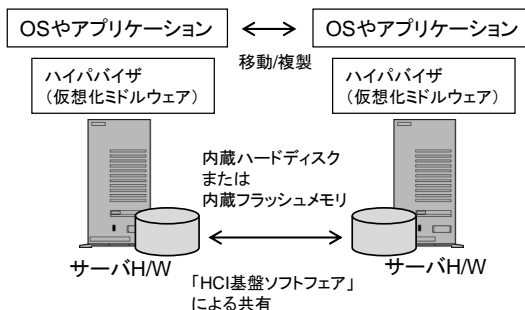 OSやアプリケーション
OSやアプリケーション
移動/複製
ハイパバイザ
（仮想化ミドルウェア）
ハイパバイザ
（仮想化ミドルウェア）
内蔵ハードディスク
または
内蔵フラッシュメモリ
サーバH/W
サーバH/W
「HCI基盤ソフトフェア」
による共有